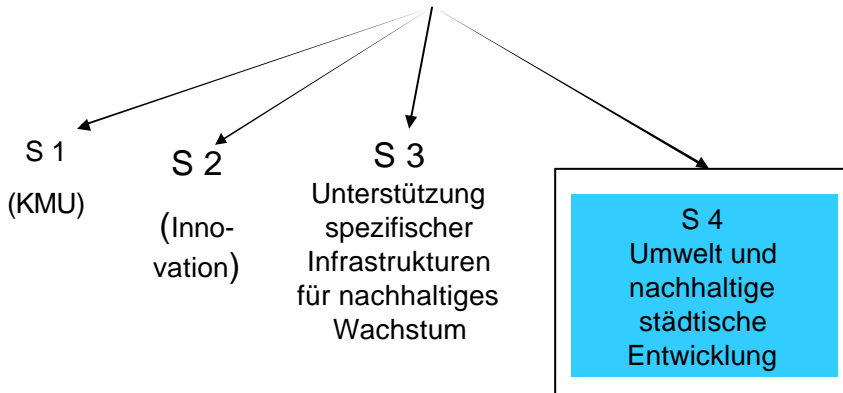 S 1
(KMU)
S 2
(Inno-
vation)
S 3
Unterstützung
spezifischer
Infrastrukturen
für nachhaltiges
Wachstum
S 4
Umwelt und
nachhaltige
städtische
Entwicklung